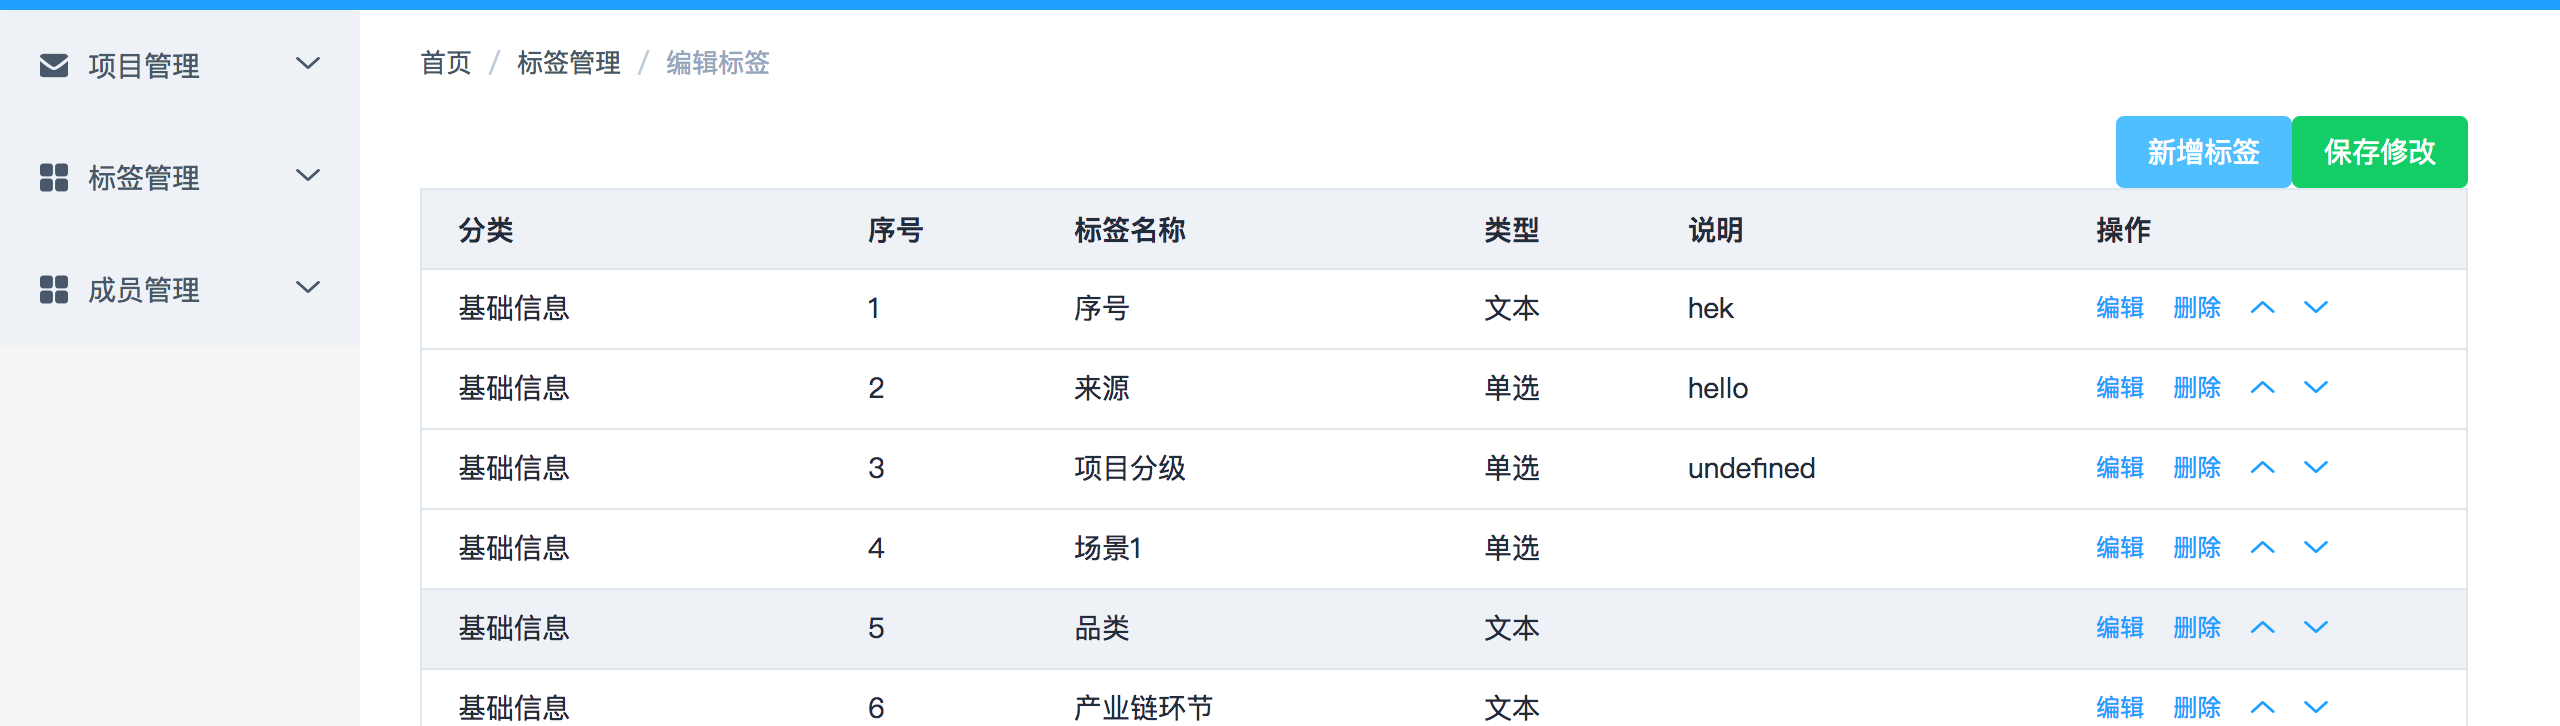 项目管理
标签管理
成员管理
首页 / 标签管理 / 编辑标签
新增标签 保存修改
分类 序号 标签名称 类型 说明 操作
基础信息 1 序号 文本 hek 编辑 删除
基础信息 2 来源 单选 hello 编辑 删除
基础信息 3 项目分级 单选 undefined 编辑 删除
基础信息 4 场景1 单选 编辑 删除
基础信息 5 品类 文本 编辑 删除
基础信息 6 产业链环节 文本 编辑 删除